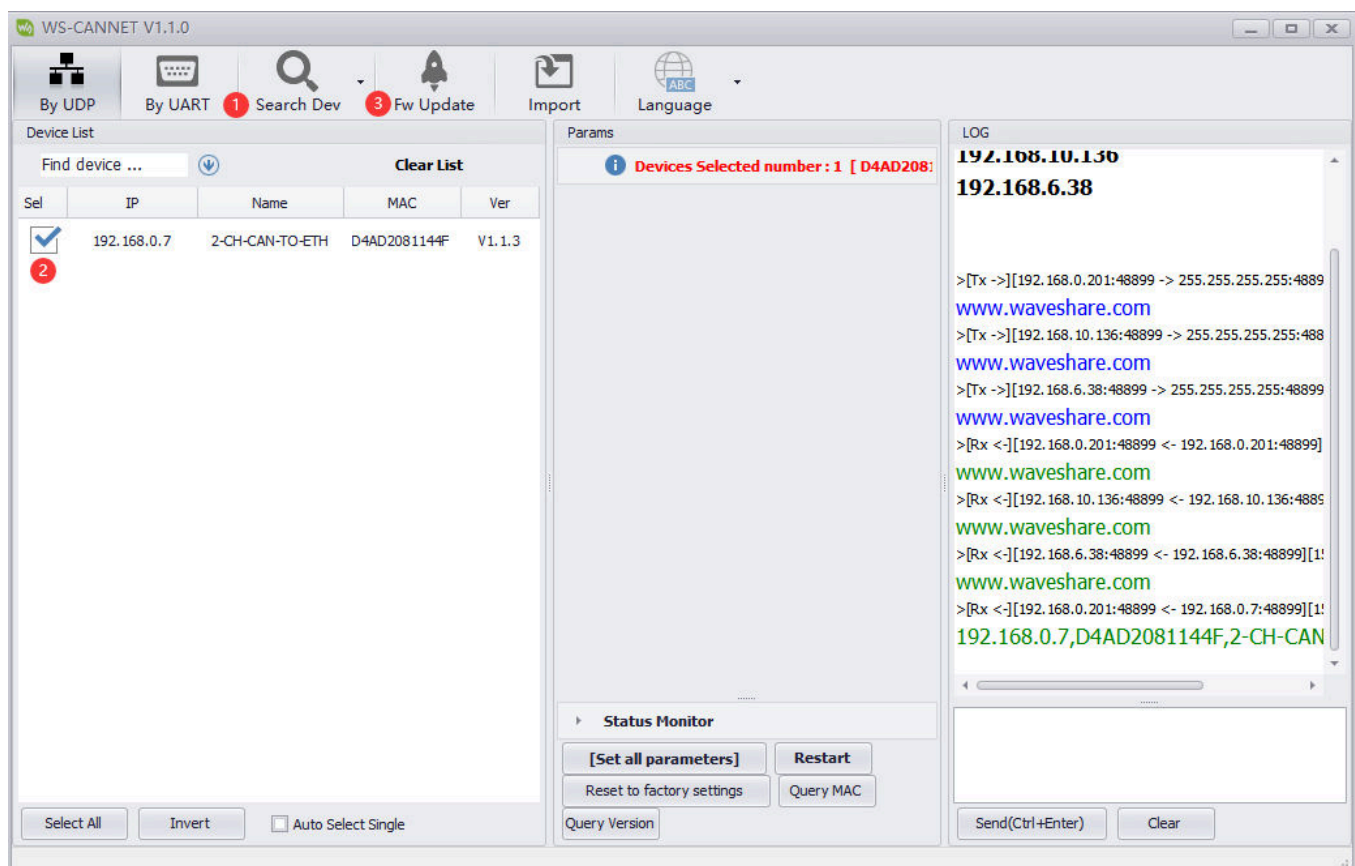 WS-CANNET V1.1.0
By UDP
By UART
1 Search Dev
3 Fw Update
Import
ABC
Language
Device List
Find device ...
Clear List
Sel IP Name MAC Ver
192.168.0.7 2-CH-CAN-TO-ETH D4AD2081144F V1.1.3
2
Select All
Invert
Auto Select Single
Params
Devices Selected number : 1 [ D4AD2081
Status Monitor
[Set all parameters]
Restart
Reset to factory settings
Query MAC
Query Version
LOG
192.168.10.136
192.168.6.38
>[Tx ->][192.168.0.201:48899 -> 255.255.255.255:4889
www.waveshare.com
>[Tx ->][192.168.10.136:48899 -> 255.255.255.255:488
www.waveshare.com
>[Tx ->][192.168.6.38:48899 -> 255.255.255.255:48899
www.waveshare.com
>[Rx <-][192.168.0.201:48899 <- 192.168.0.201:48899]
www.waveshare.com
>[Rx <-][192.168.10.136:48899 <- 192.168.10.136:4889
www.waveshare.com
>[Rx <-][192.168.6.38:48899 <- 192.168.6.38:48899][1
www.waveshare.com
>[Rx <-][192.168.0.201:48899 <- 192.168.0.7:48899][1
192.168.0.7,D4AD2081144F,2-CH-CAN
Send(Ctrl+Enter)
Clear